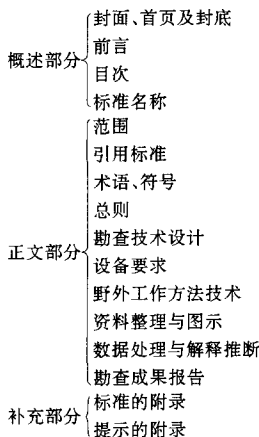 概述部分
封面、首页及封底
前言
目次
标准名称
正文部分
范围
引用标准
术语、符号
总则
勘查技术设计
设备要求
野外工作方法技术
资料整理与图示
数据处理与解释推断
勘查成果报告
补充部分
标准的附录
提示的附录